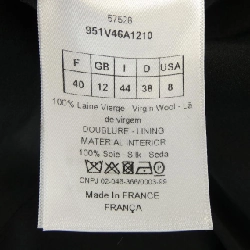 57528
951V46A1210
F GB I D USA
40 12 44 38 8
100% Laine Vierge - Virgin Wool - Lã
de virgem
DOUBLURE - LINING
MATERIAL INTERIOR
100% Soie - Silk - Seda
Made In FRANCE
FRANÇA